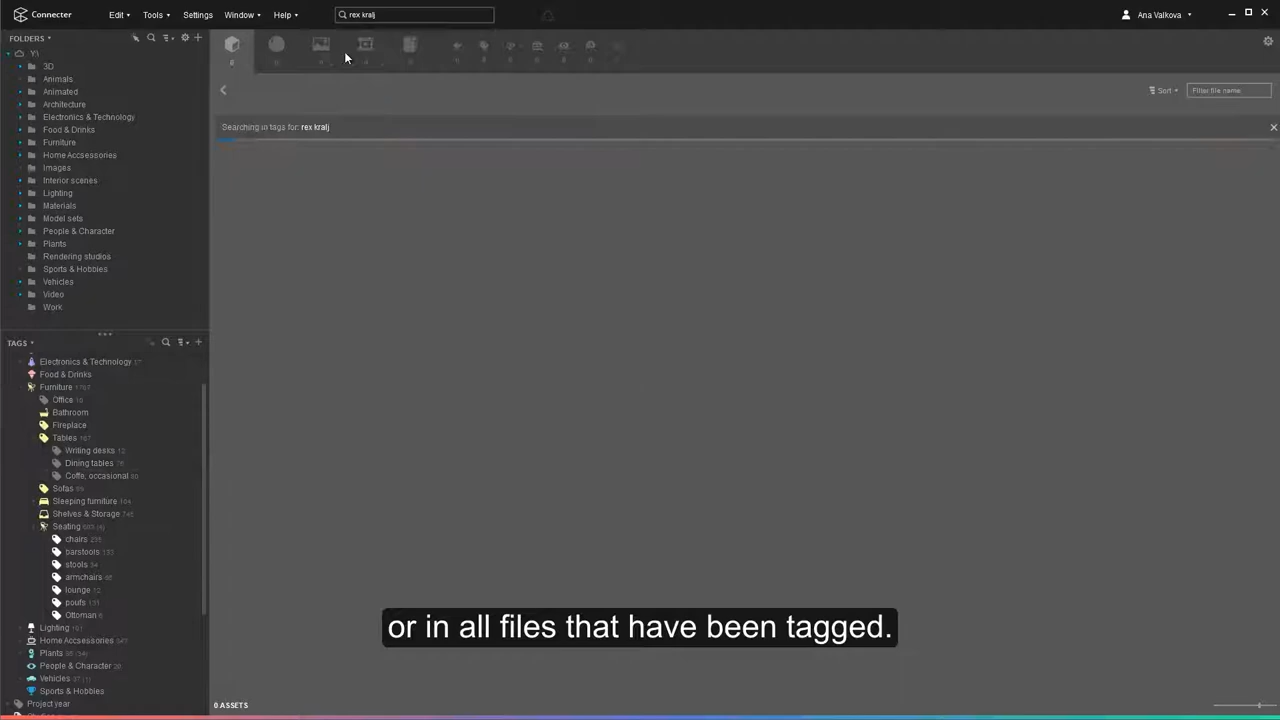 Connecter
Edit
Tools
Settings
Window
Help
rex kralj
Ana Valkova
FOLDERS
Y:\
3D
Animals
Animated
Architecture
Electronics & Technology
Food & Drinks
Furniture
Home Accsessories
Images
Interior scenes
Lighting
Materials
Model sets
People & Character
Plants
Rendering studios
Sports & Hobbies
Vehicles
Video
Work
Sort
Filter file name
Searching in tags for: rex kralj
TAGS
Electronics & Technology
Food & Drinks
Furniture
Office
Bathroom
Fireplace
Tables
Writing desks
Dining tables
Coffe, occasional
Sofas
Sleeping furniture
Shelves & Storage
Seating
chairs
barstools
stools
armchairs
lounge
poufs
Ottoman
Lighting
Home Accsessories
Plants
People & Character
Vehicles
Sports & Hobbies
Project year
or in all files that have been tagged.
0 ASSETS